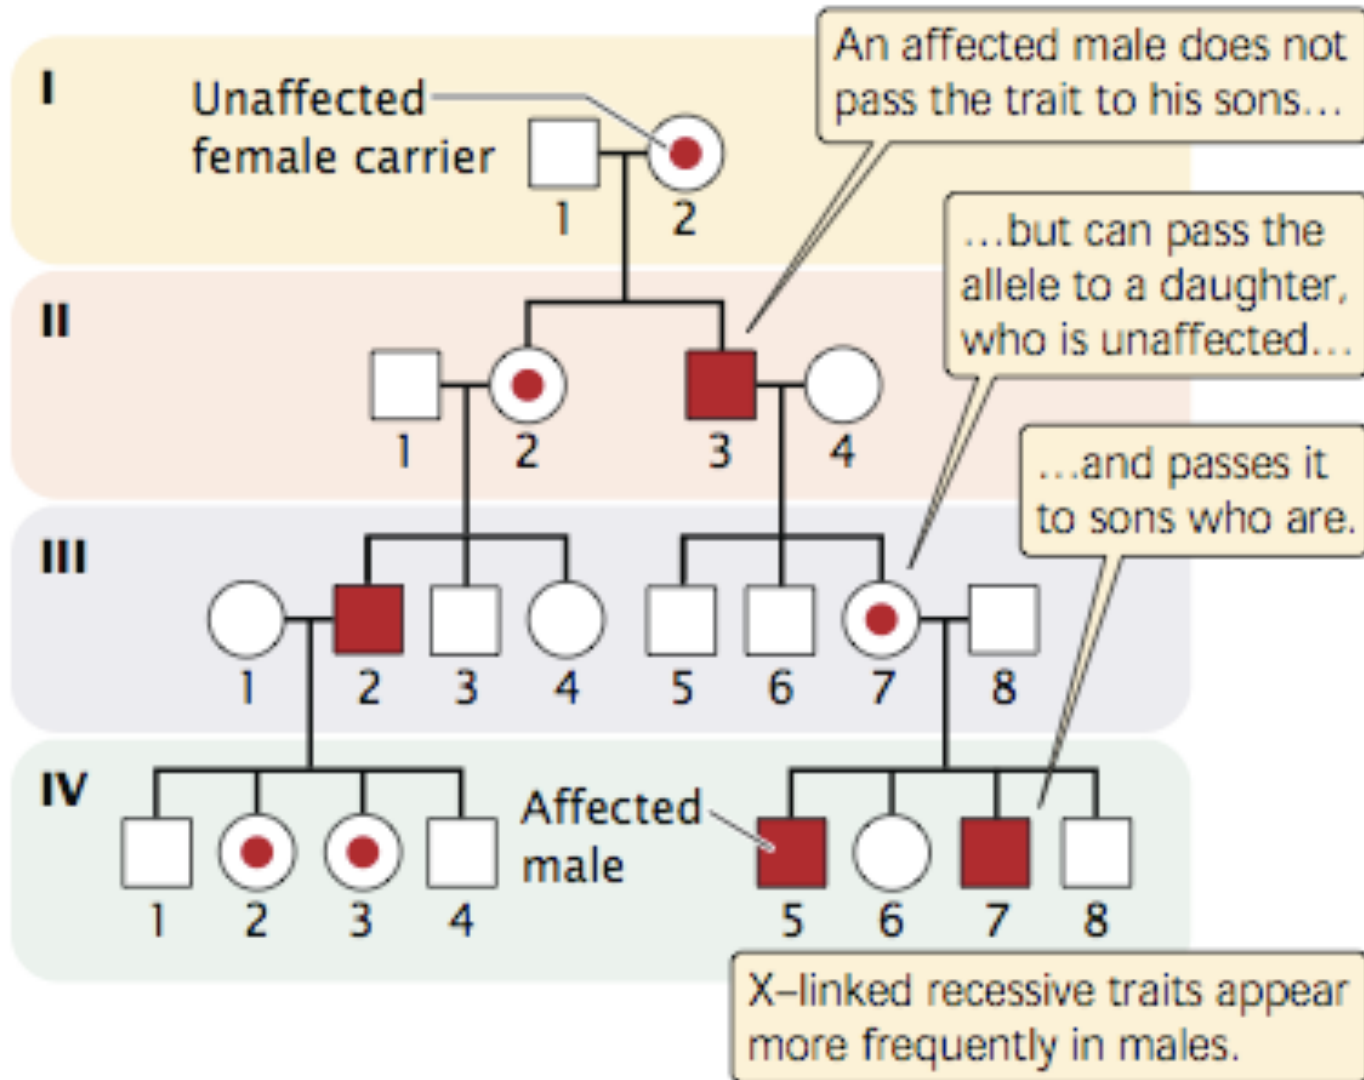 I
Unaffected
female carrier
1
2
An affected male does not
pass the trait to his sons...
II
1
2
3
4
...but can pass the
allele to a daughter,
who is unaffected...
III
1
2
3
4
5
6
7
8
...and passes it
to sons who are.
IV
1
2
3
4
Affected
male
5
6
7
8
X–linked recessive traits appear
more frequently in males.